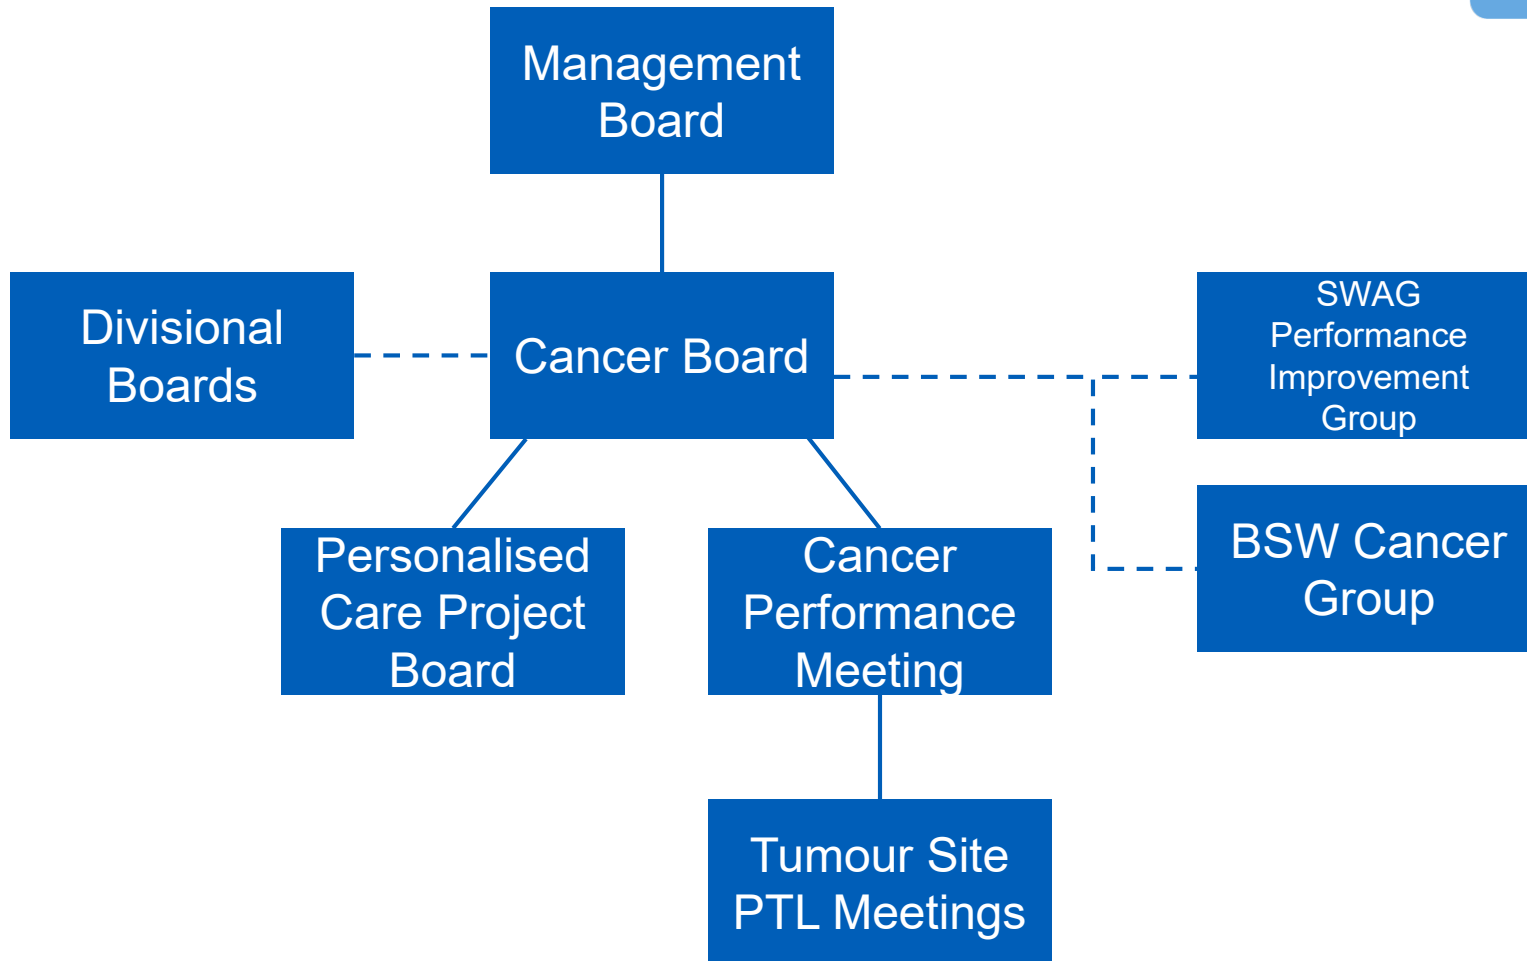 Management
Board
Divisional
Boards
Cancer Board
SWAG
Performance
Improvement
Group
Personalised
Care Project
Board
Cancer
Performance
Meeting
BSW Cancer
Group
Tumour Site
PTL Meetings